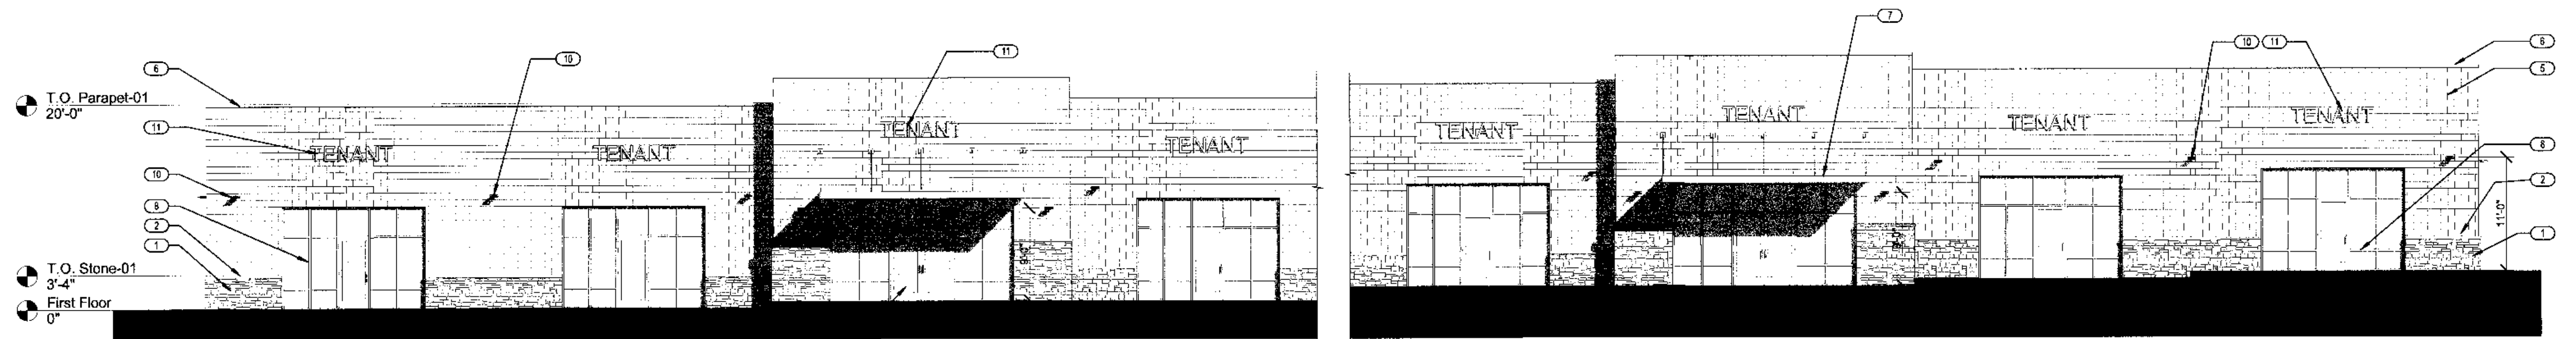 7
11
10 11
6
10
6
5
T.O. Parapet-01
20'-0"
11
TENANT
TENANT
TENANT
TENANT
TENANT
TENANT
TENANT
TENANT
8
10
2
8
11'-0"
2
1
1
T.O. Stone-01
3'-4"
First Floor
0"